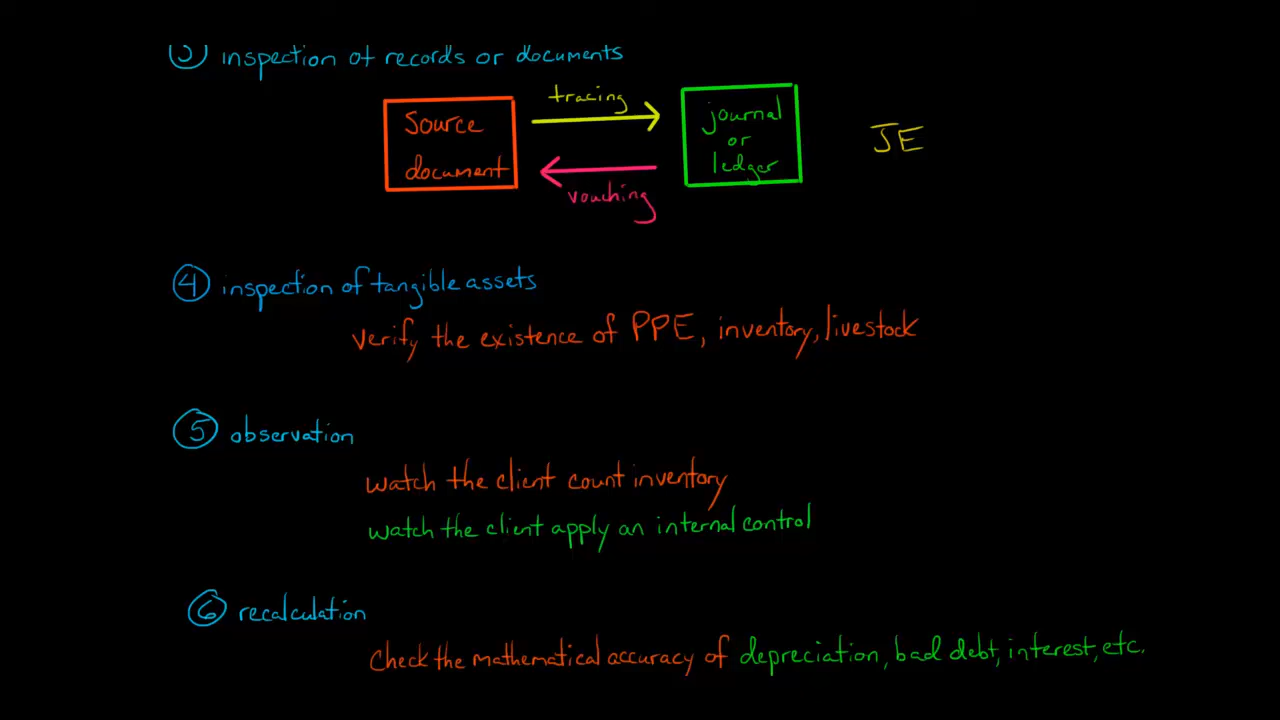 3 inspection of records or documents
tracing
source
document
journal
or
ledger
JE
vouching
4 inspection of tangible assets
verify the existence of PPE, inventory, livestock
5 observation
watch the client count inventory
watch the client apply an internal control
6 recalculation
check the mathematical accuracy of depreciation, bad debt, interest, etc.